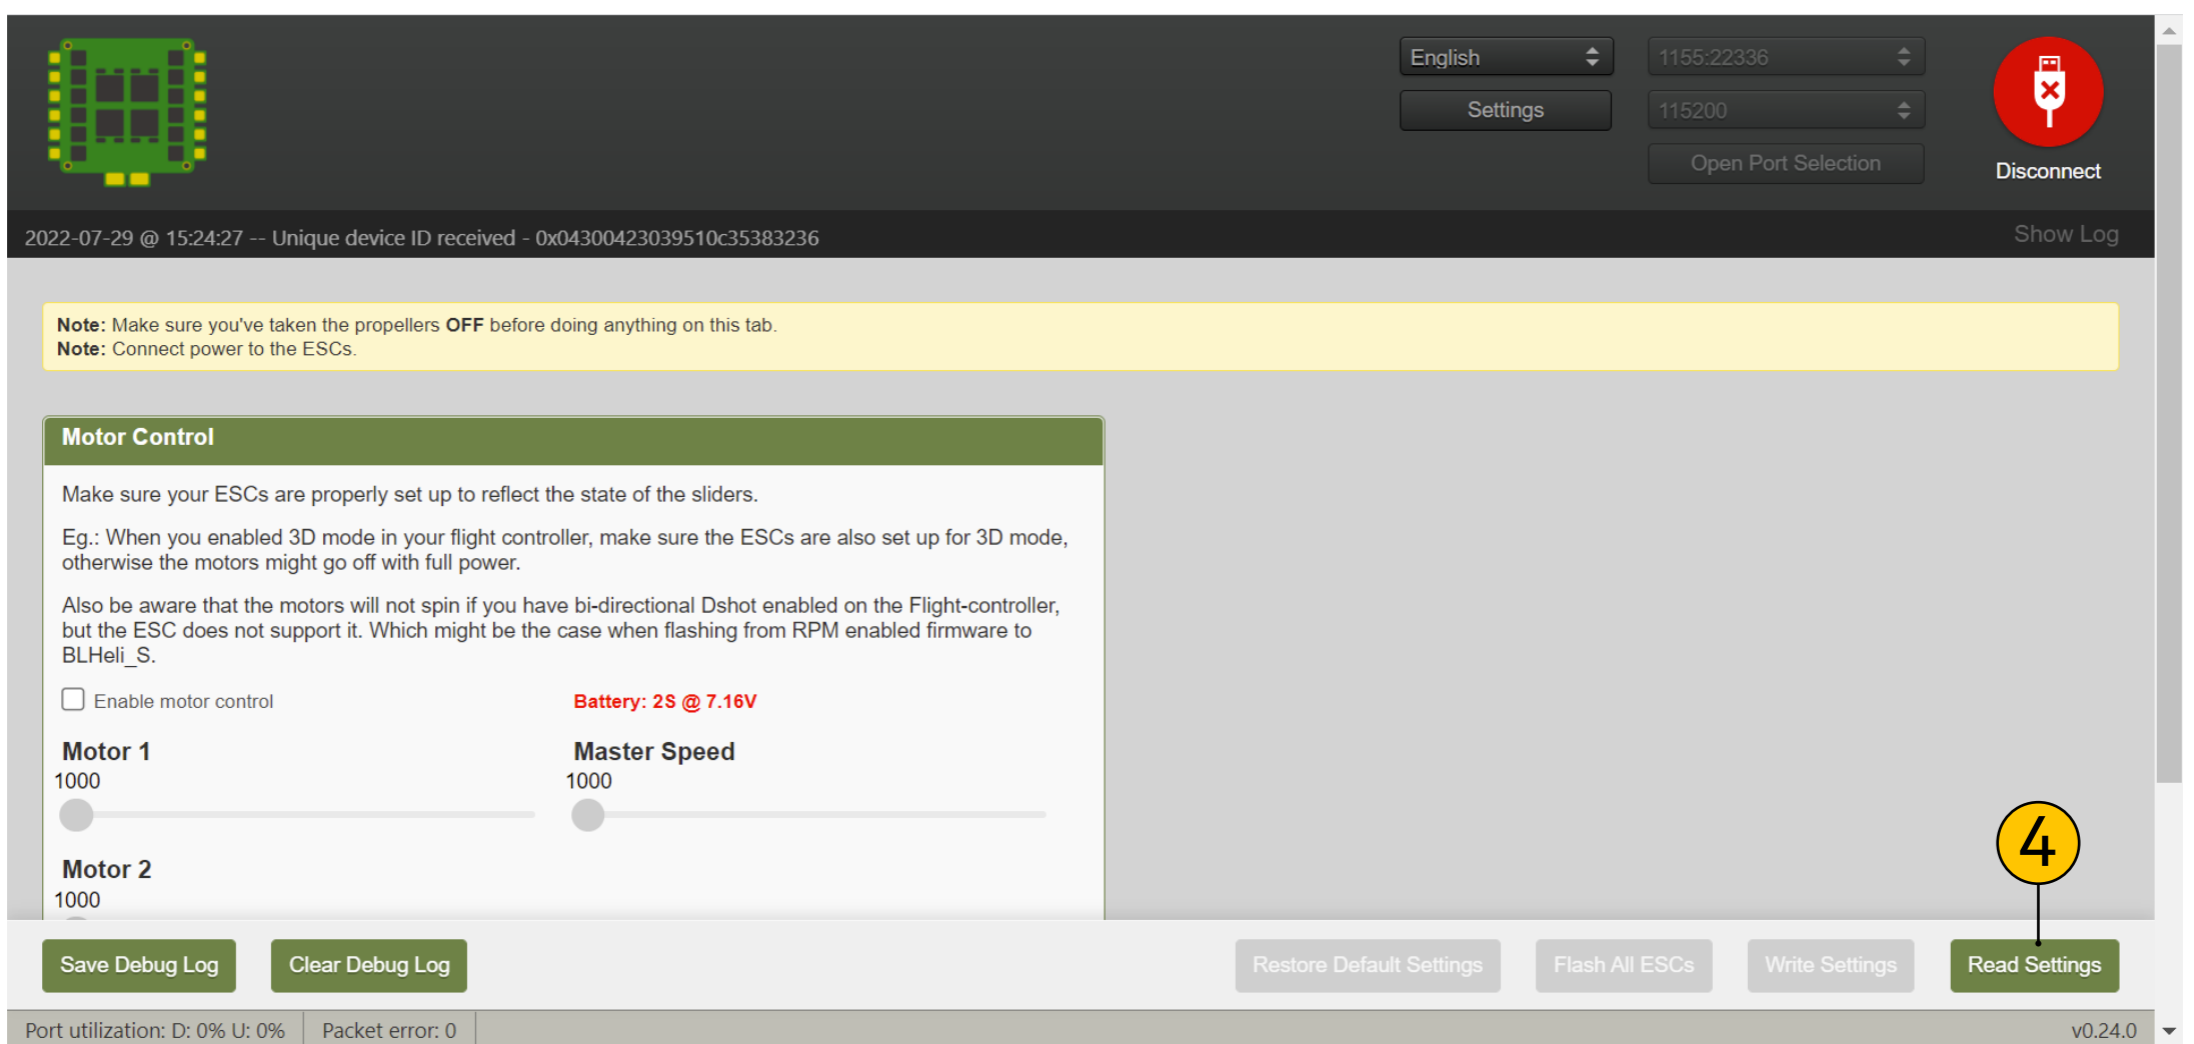 English
1155:22336
Settings
115200
Open Port Selection
Disconnect
2022-07-29 @ 15:24:27 -- Unique device ID received - 0x04300423039510c35383236
Show Log
Note: Make sure you've taken the propellers OFF before doing anything on this tab.
Note: Connect power to the ESCs.
Motor Control
Make sure your ESCs are properly set up to reflect the state of the sliders.
Eg.: When you enabled 3D mode in your flight controller, make sure the ESCs are also set up for 3D mode,
otherwise the motors might go off with full power.
Also be aware that the motors will not spin if you have bi-directional Dshot enabled on the Flight-controller,
but the ESC does not support it. Which might be the case when flashing from RPM enabled firmware to
BLHeli_S.
Enable motor control
Battery: 2S @ 7.16V
Motor 1
Master Speed
1000
1000
Motor 2
1000
4
Save Debug Log
Clear Debug Log
Restore Default Settings
Flash All ESCs
Write Settings
Read Settings
Port utilization: D: 0% U: 0%
Packet error: 0
v0.24.0